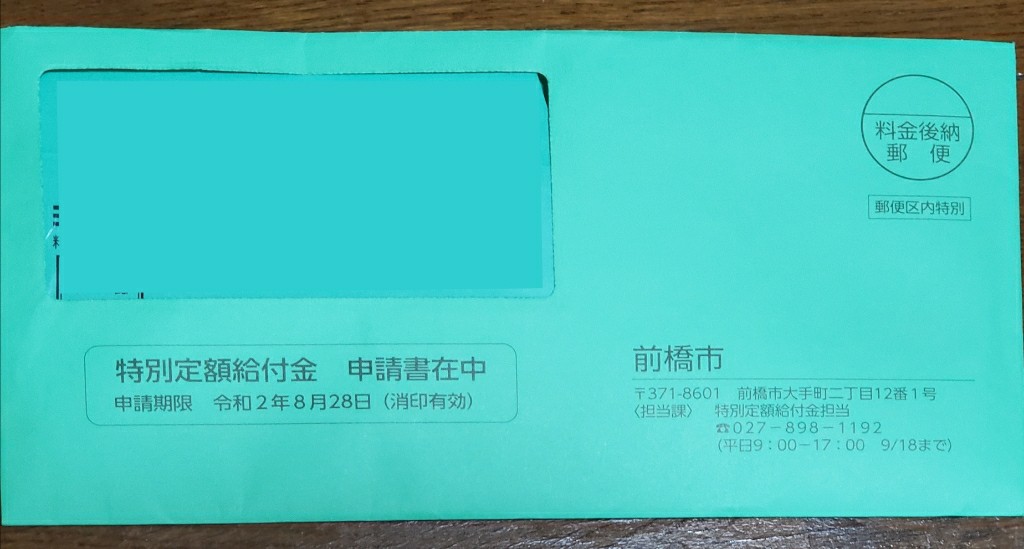 料金後納
郵　便
郵便区内特別
特別定額給付金　申請書在中
申請期限　令和２年８月28日（消印有効）
前橋市
〒371-8601　前橋市大手町二丁目12番１号
〈担当課〉　特別定額給付金担当
☎027－898－1192
(平日9：00－17：00　9/18まで)